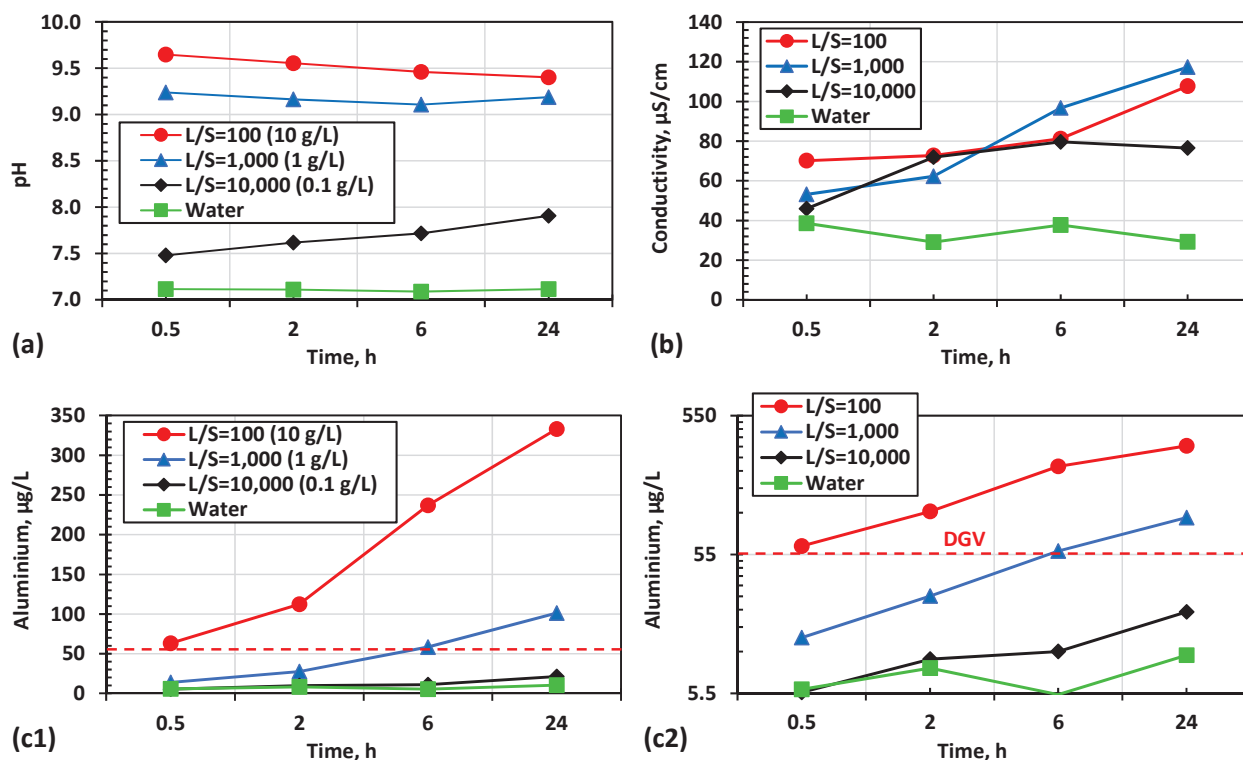 10.0
9.5
9.0
8.5
8.0
7.5
7.0
pH
L/S=100 (10 g/L)
L/S=1,000 (1 g/L)
L/S=10,000 (0.1 g/L)
Water
0.5 2 6 24
Time, h
(a)
140
120
100
80
60
40
20
0
Conductivity, µS/cm
L/S=100
L/S=1,000
L/S=10,000
Water
0.5 2 6 24
Time, h
(b)
350
300
250
200
150
100
50
0
Aluminium, µg/L
L/S=100 (10 g/L)
L/S=1,000 (1 g/L)
L/S=10,000 (0.1 g/L)
Water
0.5 2 6 24
Time, h
(c1)
550
55
5.5
Aluminium, µg/L
L/S=100
L/S=1,000
L/S=10,000
Water
DGV
0.5 2 6 24
Time, h
(c2)